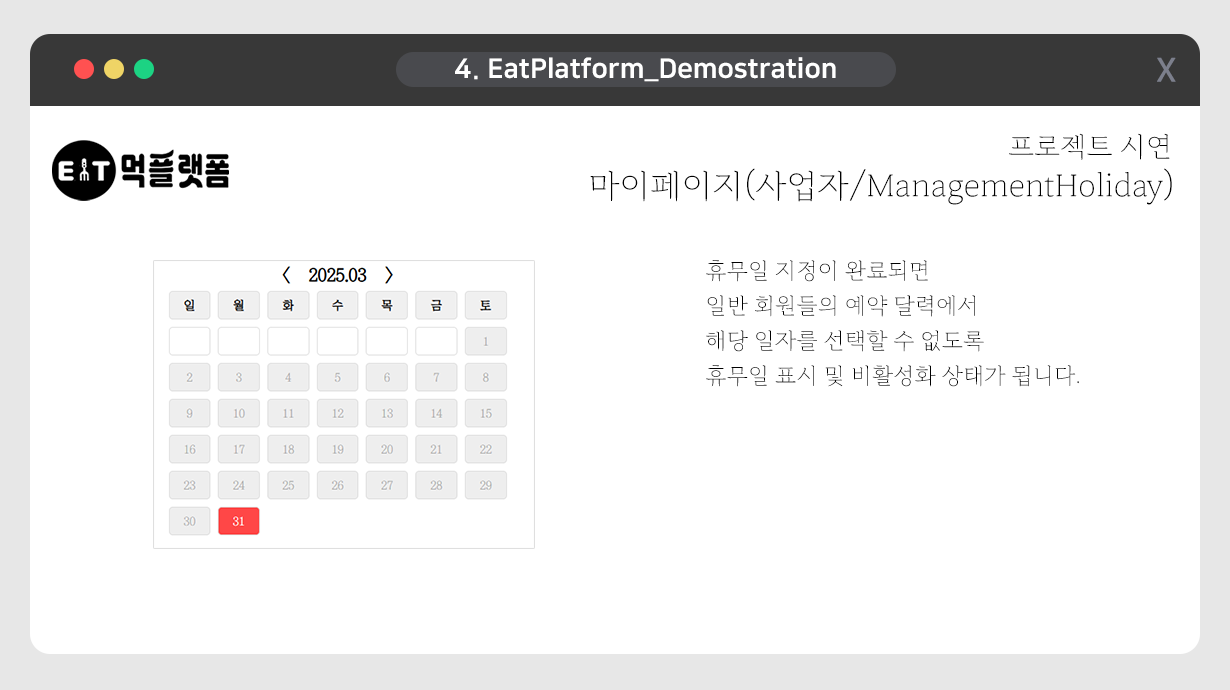 4. EatPlatform_Demostration
X
EAT 먹플랫폼
프로젝트 시연
마이페이지(사업자/ManagementHoliday)
〈 2025.03 〉
일 월 화 수 목 금 토
1
2 3 4 5 6 7 8
9 10 11 12 13 14 15
16 17 18 19 20 21 22
23 24 25 26 27 28 29
30 31
휴무일 지정이 완료되면
일반 회원들의 예약 달력에서
해당 일자를 선택할 수 없도록
휴무일 표시 및 비활성화 상태가 됩니다.